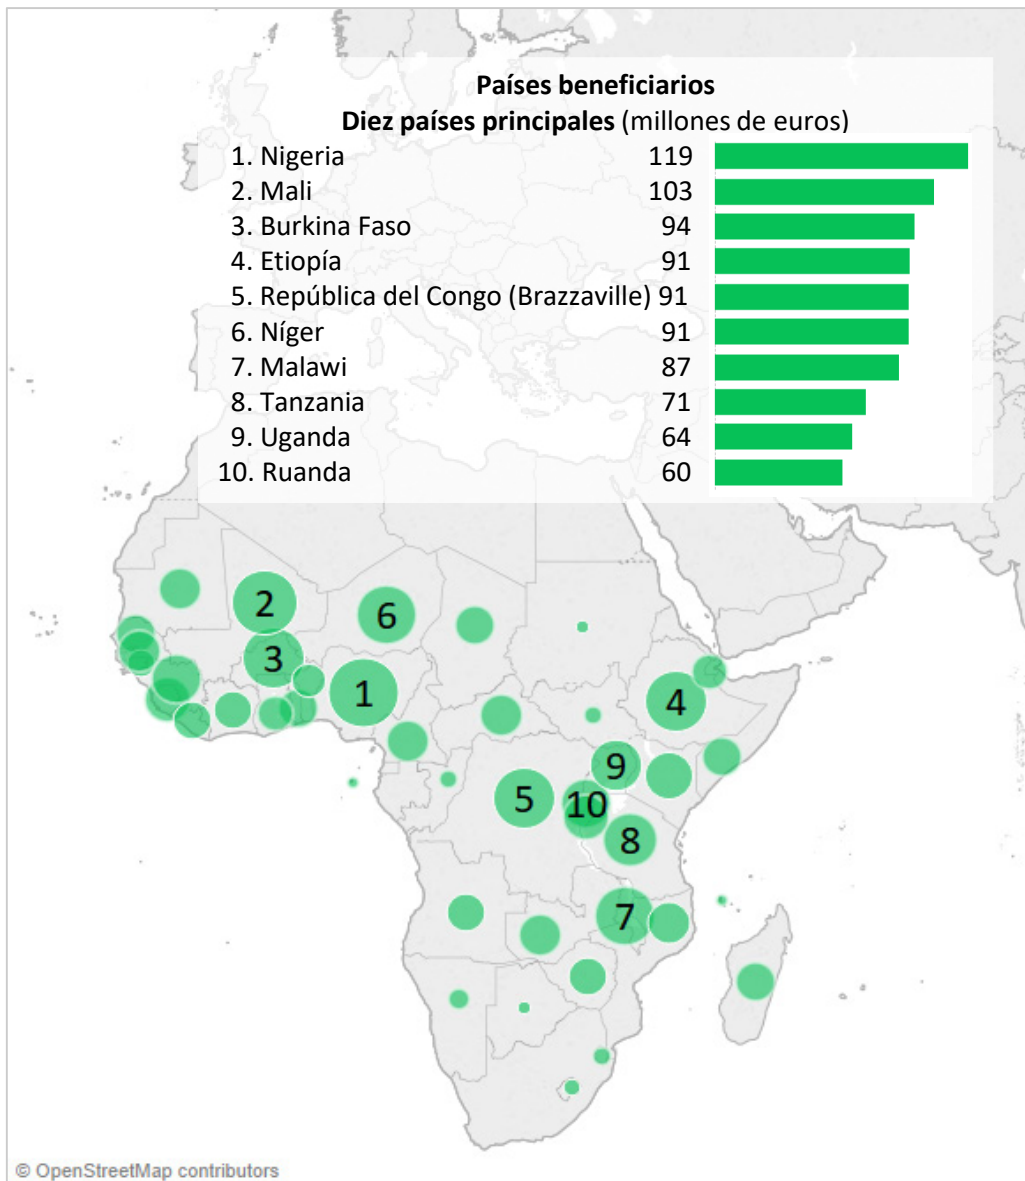 Países beneficiarios
Diez países principales (millones de euros)
1. Nigeria 119
2. Mali 103
3. Burkina Faso 94
4. Etiopía 91
5. República del Congo (Brazzaville) 91
6. Níger 91
7. Malawi 87
8. Tanzania 71
9. Uganda 64
10. Ruanda 60
2
6
3
1
4
9
5
10
8
7
© OpenStreetMap contributors